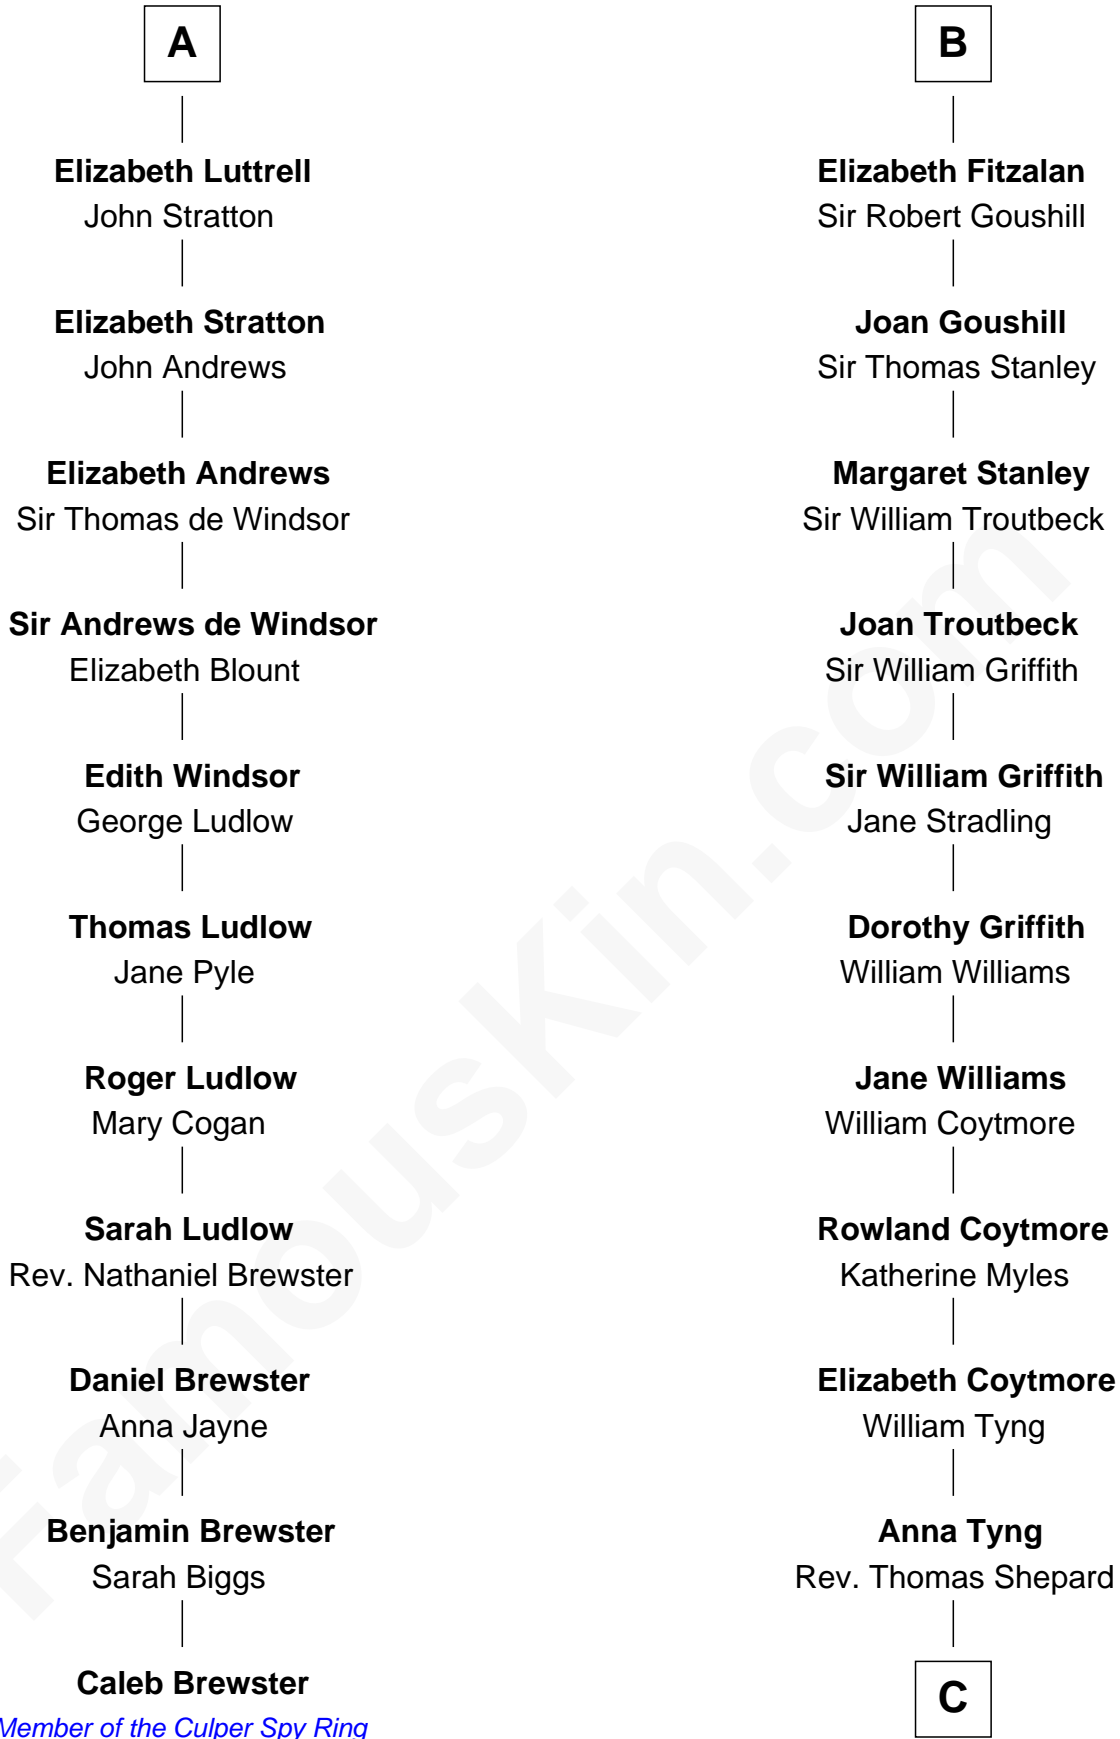 A
Elizabeth Luttrell
John Stratton
Elizabeth Stratton
John Andrews
Elizabeth Andrews
Sir Thomas de Windsor
Sir Andrews de Windsor
Elizabeth Blount
Edith Windsor
George Ludlow
Thomas Ludlow
Jane Pyle
Roger Ludlow
Mary Cogan
Sarah Ludlow
Rev. Nathaniel Brewster
Daniel Brewster
Anna Jayne
Benjamin Brewster
Sarah Biggs
Caleb Brewster
Member of the Culper Spy Ring
B
Elizabeth Fitzalan
Sir Robert Goushill
Joan Goushill
Sir Thomas Stanley
Margaret Stanley
Sir William Troutbeck
Joan Troutbeck
Sir William Griffith
Sir William Griffith
Jane Stradling
Dorothy Griffith
William Williams
Jane Williams
William Coytmore
Rowland Coytmore
Katherine Myles
Elizabeth Coytmore
William Tyng
Anna Tyng
Rev. Thomas Shepard
C
FamousKin.com